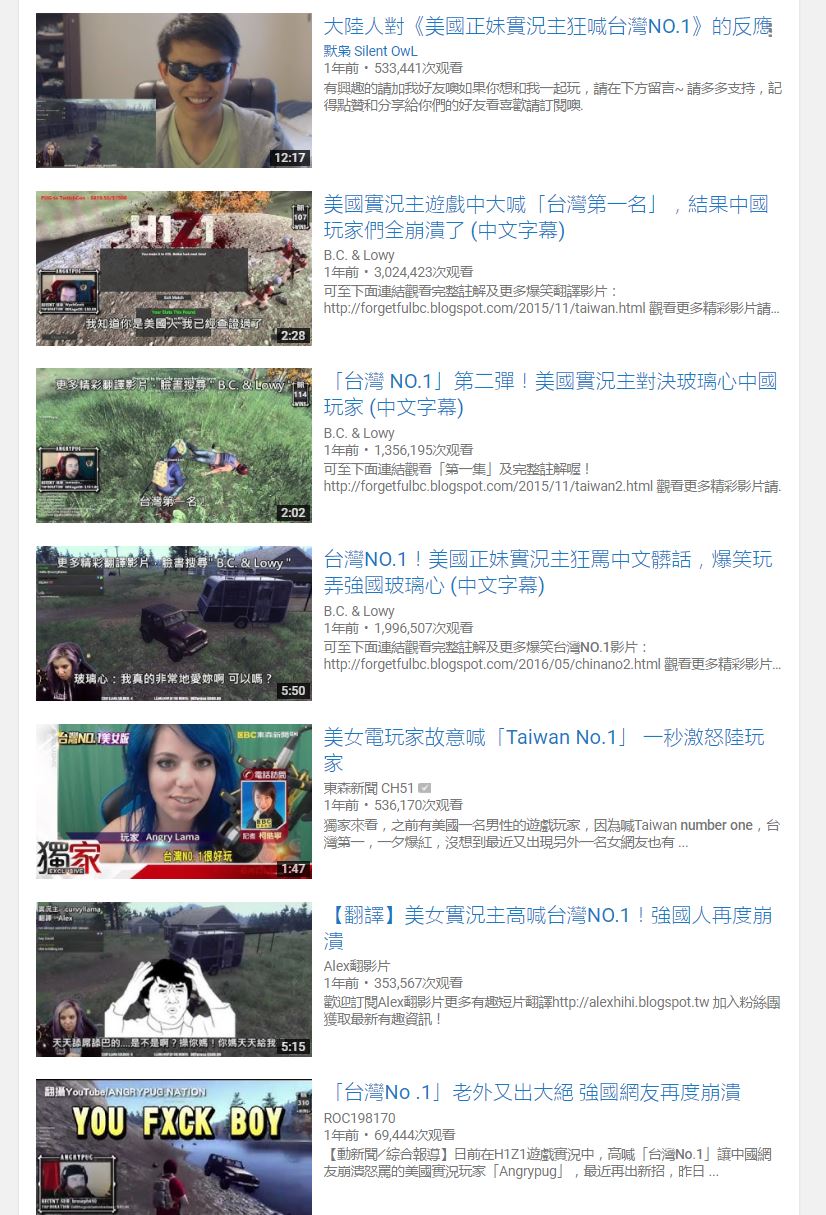 大陸人對《美國正妹實況主狂喊台灣NO.1》的反應
默枭 Silent OwL
1年前・533,441次观看
有興趣的請加我好友噢如果你想和我一起玩，請在下方留言~ 請多多支持，記
得點贊和分享給你們的好友看喜歡請訂閱噢.
12:17
美國實況主遊戲中大喊「台灣第一名」，結果中國
玩家們全崩潰了 (中文字幕)
B.C. & Lowy
1年前・3,024,423次观看
可至下面連結觀看完整註解及更多爆笑翻譯影片：
http://forgetfulbc.blogspot.com/2015/11/taiwan.html 觀看更多精彩影片請...
H1Z1
107
WINS
Exit Match
ANGRYPUG
我知道你是美國人 我已經查證過了
2:28
「台灣 NO.1」第二彈！美國實況主對決玻璃心中國
玩家 (中文字幕)
B.C. & Lowy
1年前・1,356,195次观看
可至下面連結觀看「第一集」及完整註解喔！
http://forgetfulbc.blogspot.com/2015/11/taiwan2.html 觀看更多精彩影片請.
更多精彩翻譯影片，臉書搜尋 " B.C. & Lowy "
114
WINS
ANGRYPUG
台灣第一名
2:02
台灣NO.1！美國正妹實況主狂罵中文髒話，爆笑玩
弄強國玻璃心 (中文字幕)
B.C. & Lowy
1年前・1,996,507次观看
可至下面連結觀看完整註解及更多爆笑台灣NO.1影片：
http://forgetfulbc.blogspot.com/2016/05/chinano2.html 觀看更多精彩影片...
更多精彩翻譯影片，臉書搜尋 " B.C. & Lowy "
玻璃心：我真的非常地愛妳啊 可以嗎？
5:50
美女電玩家故意喊「Taiwan No.1」 一秒激怒陸玩
家
東森新聞 CH51
1年前・536,170次观看
獨家來看，之前有美國一名男性的遊戲玩家，因為喊Taiwan number one，台
灣第一，一夕爆紅，沒想到最近又出現另外一名女網友也有 ...
台灣NO.1美女版
EBC東森新聞
電話訪問
記者 柯皓寧
玩家 Angry Lama
獨家
EXCLUSIVE
台灣NO.1很好玩
1:47
【翻譯】美女實況主高喊台灣NO.1！強國人再度崩
潰
Alex翻影片
1年前・353,567次观看
歡迎訂閱Alex翻影片更多有趣短片翻譯http://alexhihi.blogspot.tw 加入粉絲團
獲取最新有趣資訊！
實況主：curvyllama
翻譯：Alex
天天舔屌舔巴的....是不是啊？操你媽！你媽天天給我
5:15
「台灣No .1」老外又出大絕 強國網友再度崩潰
ROC198170
1年前・69,444次观看
【動新聞／綜合報導】日前在H1Z1遊戲實況中，高喊「台灣No.1」讓中國網
友崩潰怒罵的美國實況玩家「Angrypug」，最近再出新招，昨日 ...
翻攝YouTube/ANGRYPUG NATION
YOU FXCK BOY
310
ANGRYPUG